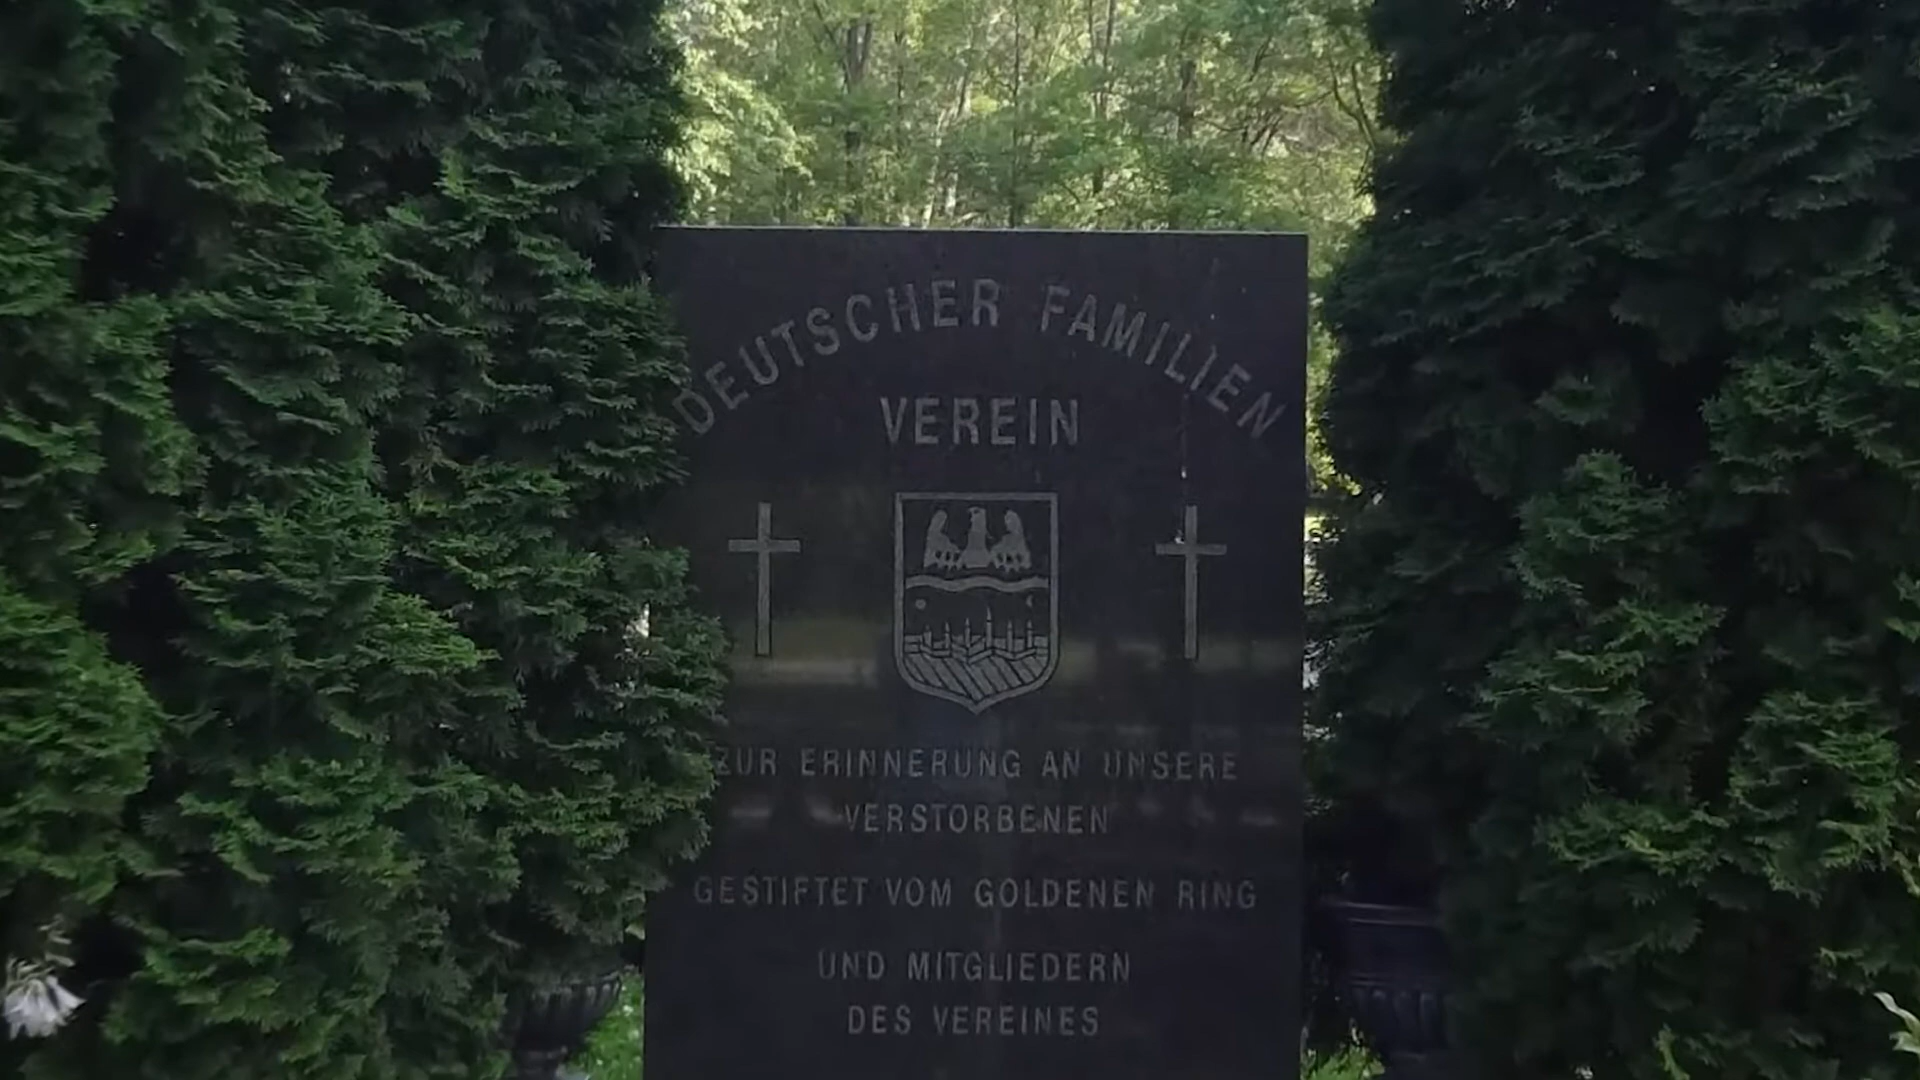 DEUTSCHER FAMILIEN
VEREIN
ZUR ERINNERUNG AN UNSERE
VERSTORBENEN
GESTIFTET VOM GOLDENEN RING
UND MITGLIEDERN
DES VEREINES